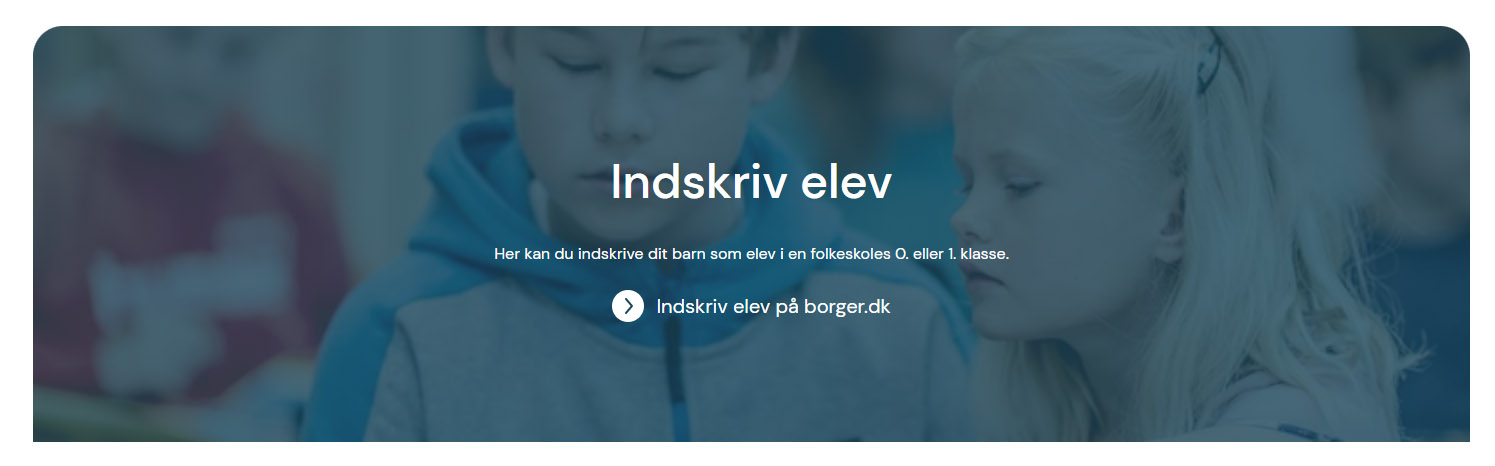 Indskriv elev
Her kan du indskrive dit barn som elev i en folkeskoles 0. eller 1. klasse.
Indskriv elev på borger.dk